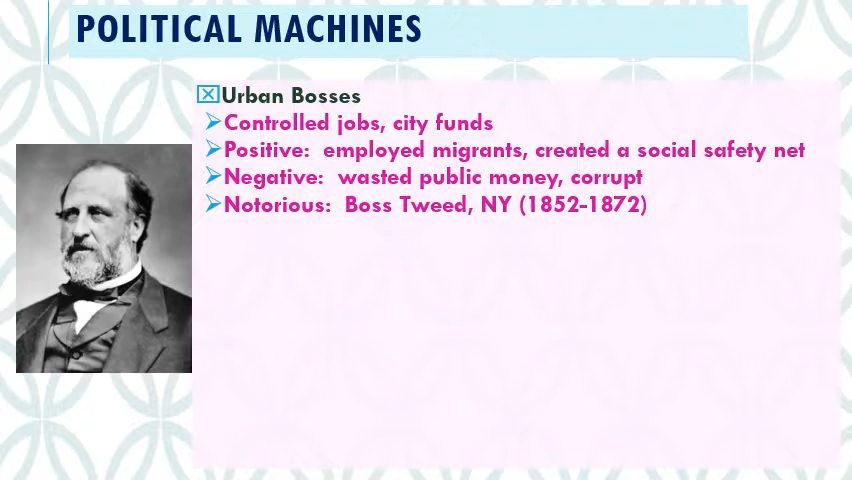 POLITICAL MACHINES
Urban Bosses
Controlled jobs, city funds
Positive:  employed migrants, created a social safety net
Negative:  wasted public money, corrupt
Notorious:  Boss Tweed, NY (1852-1872)